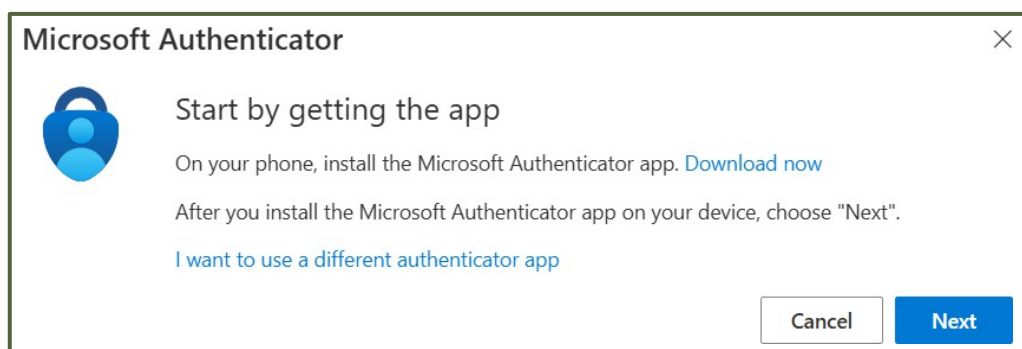 Microsoft Authenticator
Start by getting the app
On your phone, install the Microsoft Authenticator app. Download now
After you install the Microsoft Authenticator app on your device, choose "Next".
I want to use a different authenticator app
Cancel Next